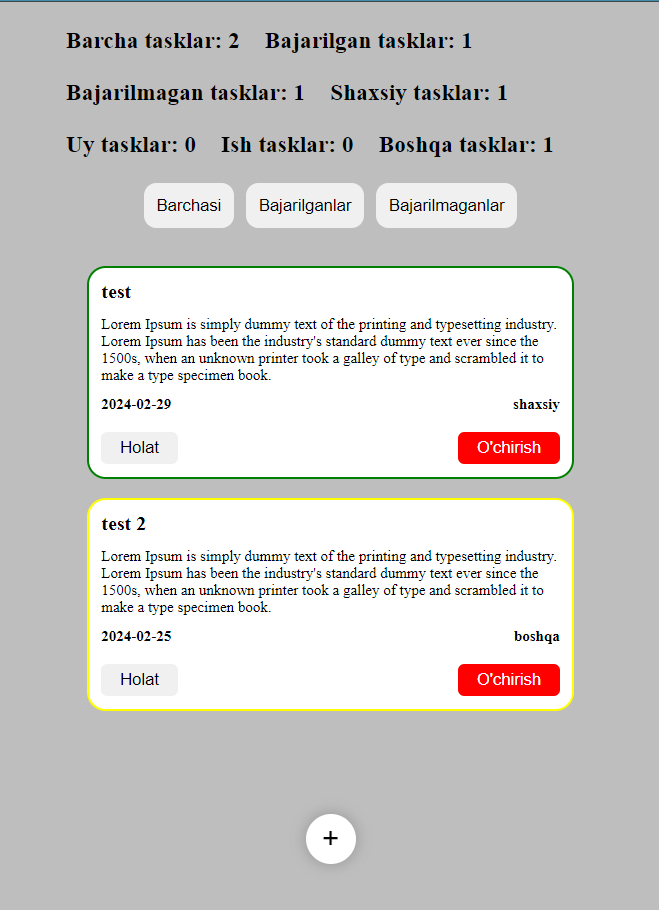 Barcha tasklar: 2 Bajarilgan tasklar: 1
Bajarilmagan tasklar: 1 Shaxsiy tasklar: 1
Uy tasklar: 0 Ish tasklar: 0 Boshqa tasklar: 1
Barchasi Bajarilganlar Bajarilmaganlar
test
Lorem Ipsum is simply dummy text of the printing and typesetting industry.
Lorem Ipsum has been the industry's standard dummy text ever since the
1500s, when an unknown printer took a galley of type and scrambled it to
make a type specimen book.
2024-02-29 shaxsiy
Holat O'chirish
test 2
Lorem Ipsum is simply dummy text of the printing and typesetting industry.
Lorem Ipsum has been the industry's standard dummy text ever since the
1500s, when an unknown printer took a galley of type and scrambled it to
make a type specimen book.
2024-02-25 boshqa
Holat O'chirish
+